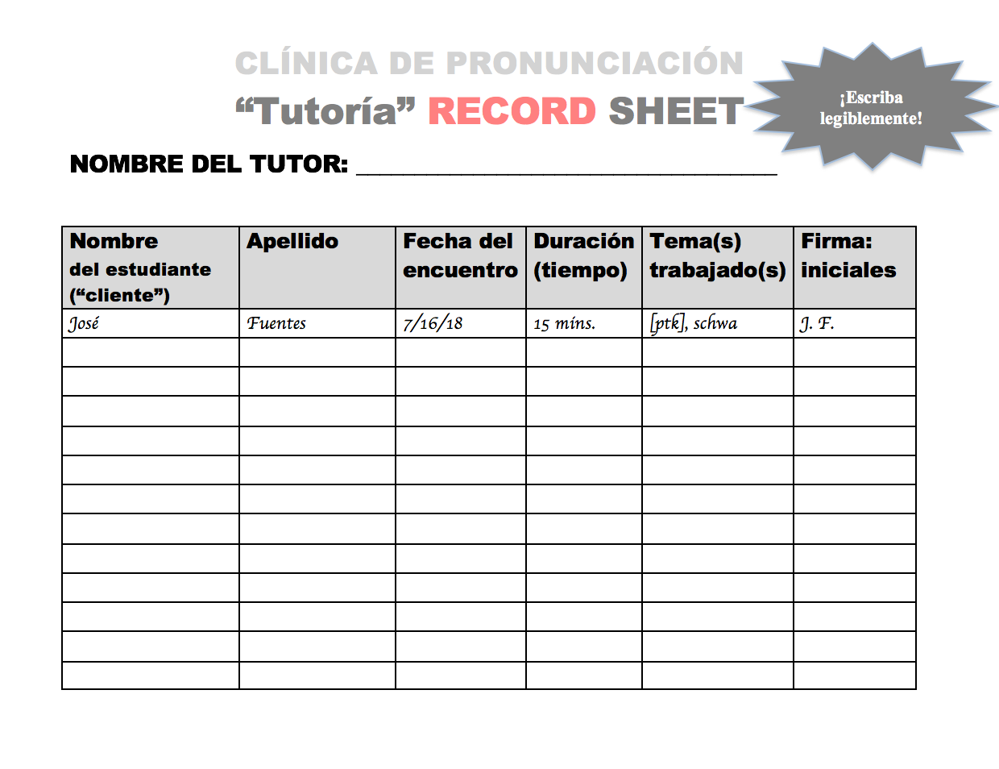 CLÍNICA DE PRONUNCIACIÓN
“Tutoría” RECORD SHEET
¡Escriba
legiblemente!
NOMBRE DEL TUTOR: ____________________________________
Nombre
del estudiante
(“cliente”)
Apellido
Fecha del
encuentro
Duración
(tiempo)
Tema(s)
trabajado(s)
Firma:
iniciales
José Fuentes 7/16/18 15 mins. [ptk], schwa J. F.